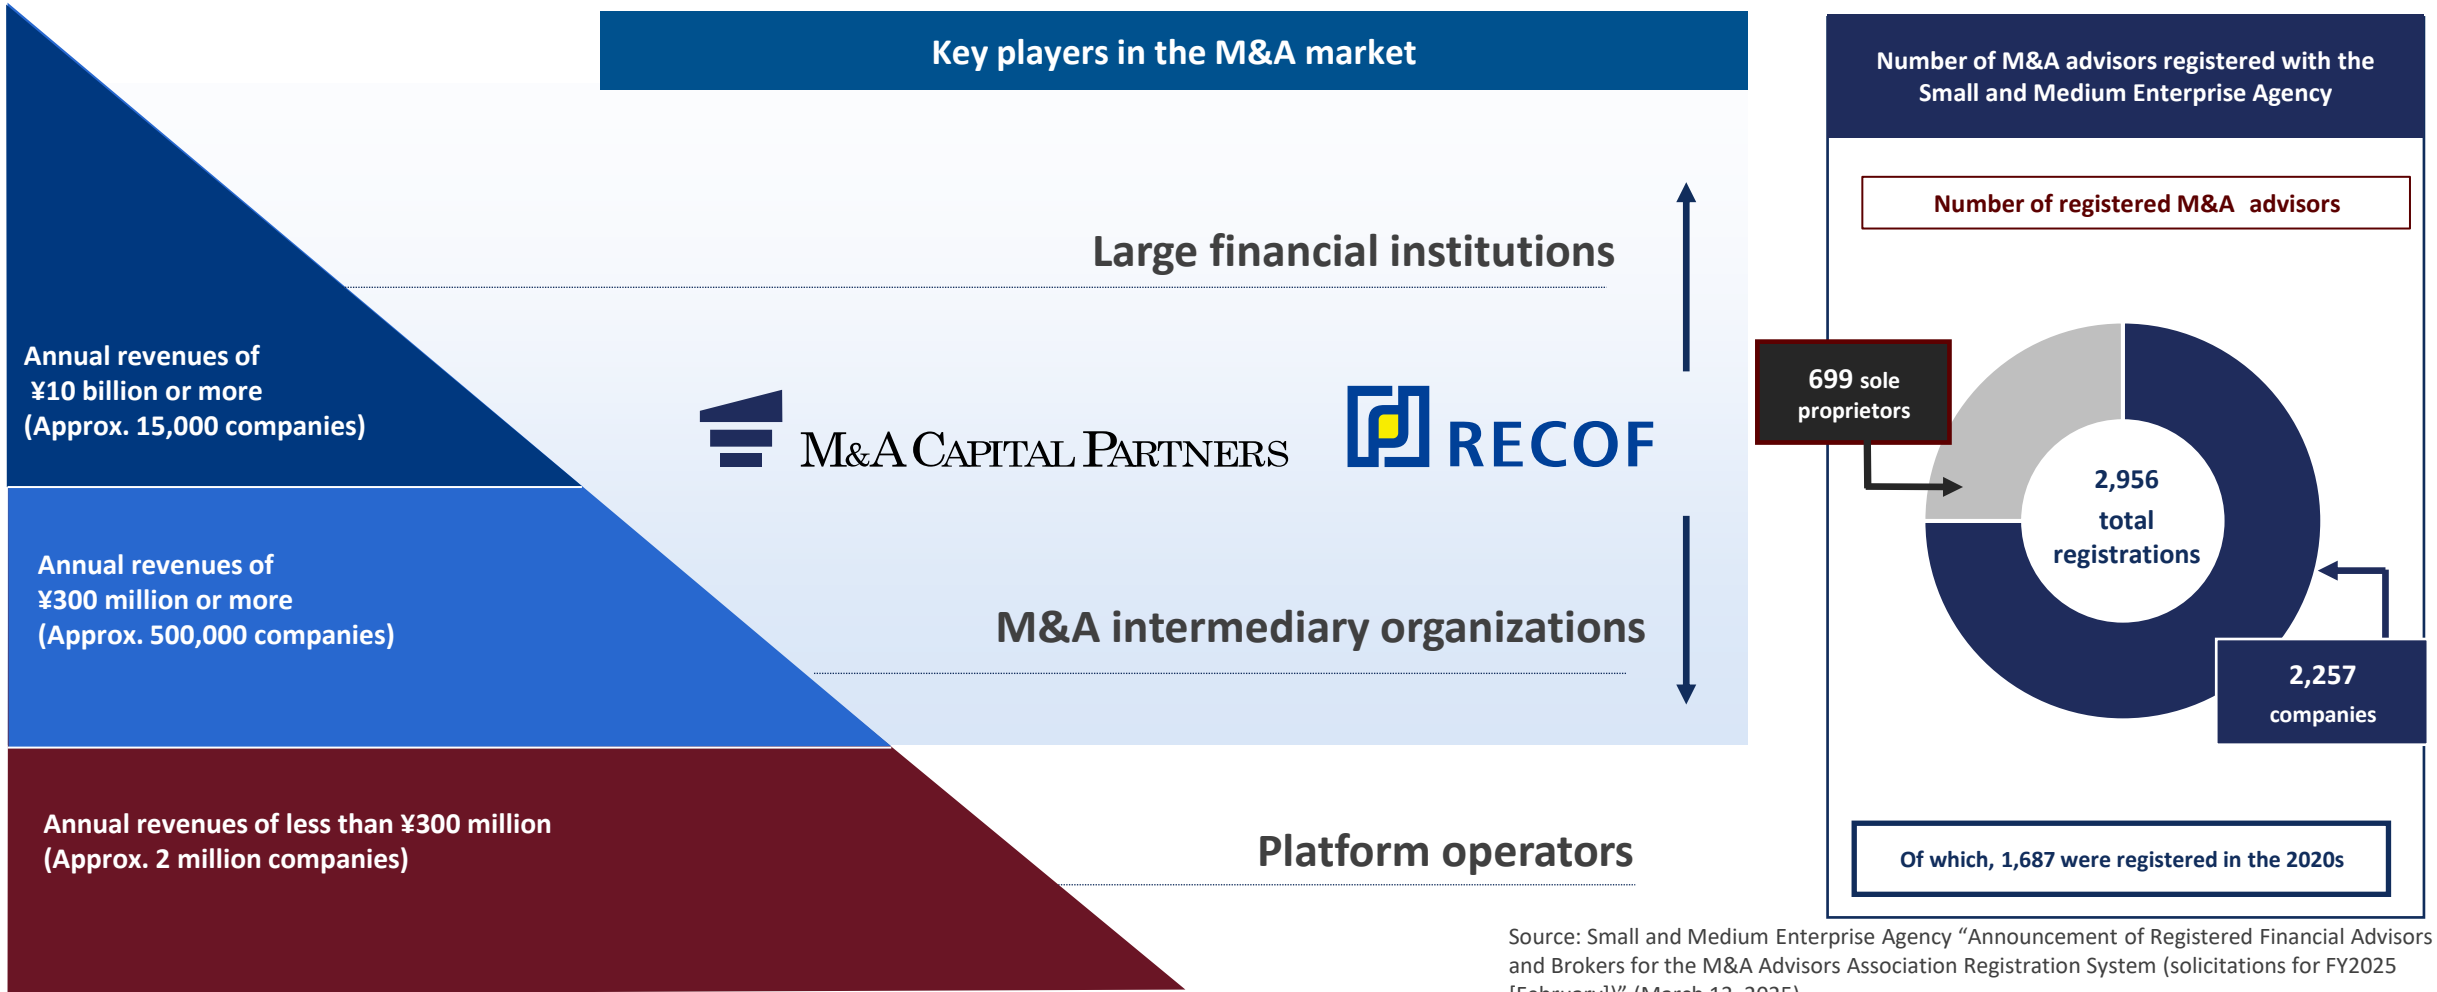 Key players in the M&A market
Large financial institutions
Annual revenues of
¥10 billion or more
(Approx. 15,000 companies)
M&A CAPITAL PARTNERS
RECOF
Annual revenues of
¥300 million or more
(Approx. 500,000 companies)
M&A intermediary organizations
Annual revenues of less than ¥300 million
(Approx. 2 million companies)
Platform operators
Number of M&A advisors registered with the
Small and Medium Enterprise Agency
Number of registered M&A advisors
699 sole
proprietors
2,956
total
registrations
2,257
companies
Of which, 1,687 were registered in the 2020s
Source: Small and Medium Enterprise Agency “Announcement of Registered Financial Advisors
and Brokers for the M&A Advisors Association Registration System (solicitations for FY2025
[February])” (March 13, 2025)